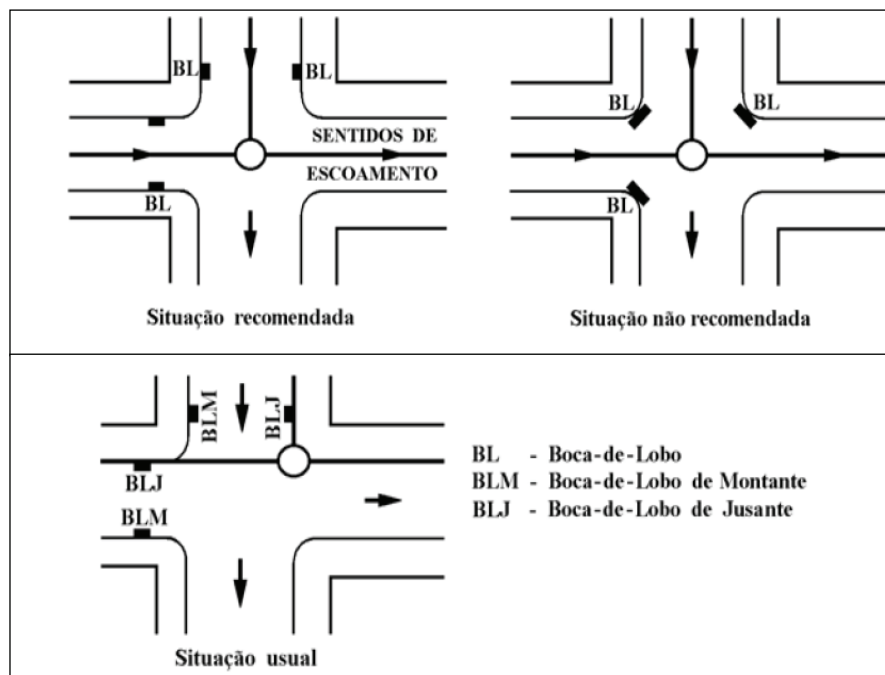 BL
BL
SENTIDOS DE
ESCOAMENTO
BL
Situação recomendada
BL
BL
BL
Situação não recomendada
BLM
BLJ
BLJ
BLM
Situação usual
BL - Boca-de-Lobo
BLM - Boca-de-Lobo de Montante
BLJ - Boca-de-Lobo de Jusante